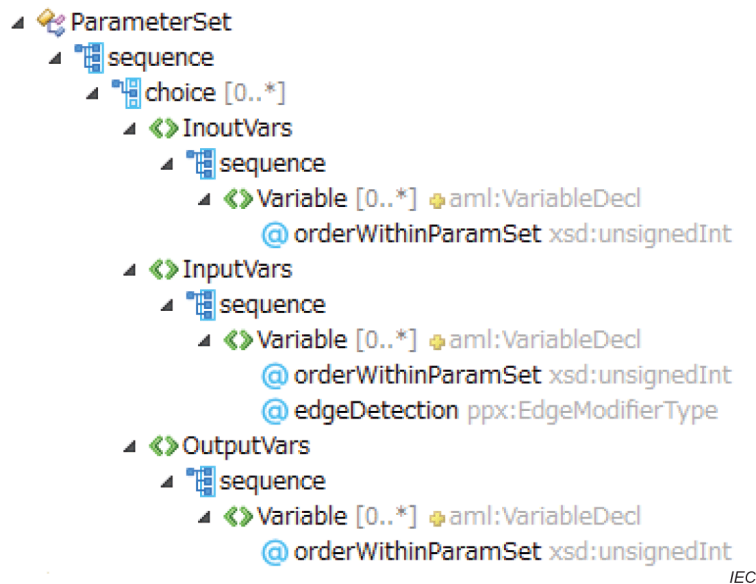 ParameterSet
sequence
choice [0..*]
InoutVars
sequence
Variable [0..*] aml:VariableDecl
@ orderWithinParamSet xsd:unsignedInt
InputVars
sequence
Variable [0..*] aml:VariableDecl
@ orderWithinParamSet xsd:unsignedInt
@ edgeDetection ppx:EdgeModifierType
OutputVars
sequence
Variable [0..*] aml:VariableDecl
@ orderWithinParamSet xsd:unsignedInt
IEC